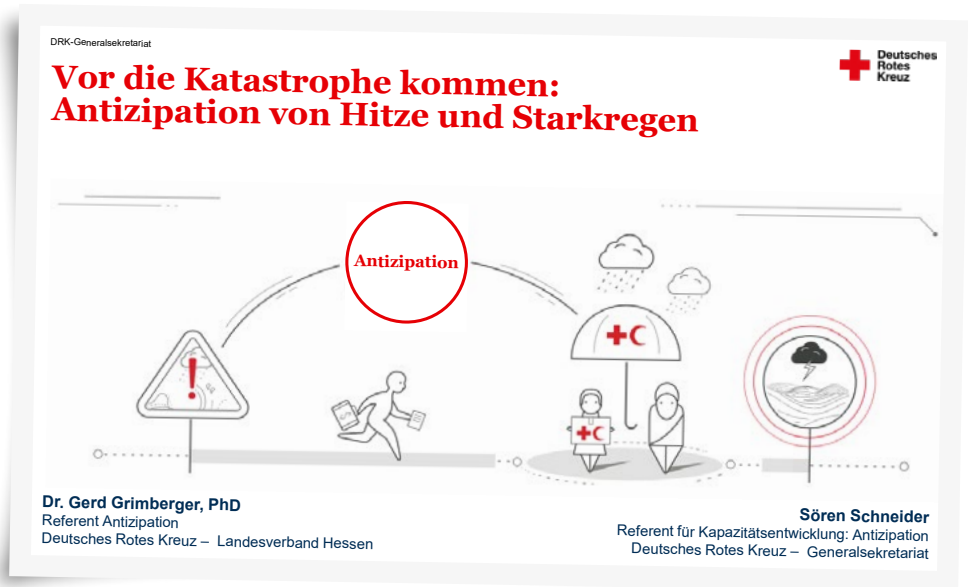 DRK-Generalsekretariat
Deutsches
Rotes
Kreuz
Vor die Katastrophe kommen:
Antizipation von Hitze und Starkregen
Antizipation
!
Dr. Gerd Grimberger, PhD
Referent Antizipation
Deutsches Rotes Kreuz – Landesverband Hessen
Sören Schneider
Referent für Kapazitätsentwicklung: Antizipation
Deutsches Rotes Kreuz – Generalsekretariat